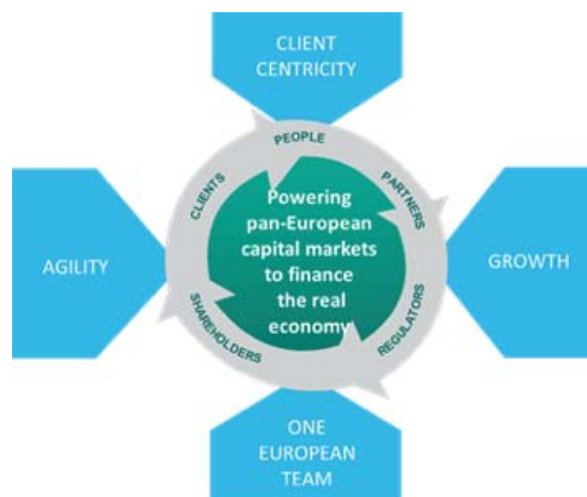 CLIENT
CENTRICITY
PEOPLE
CLIENTS
PARTNERS
Powering
pan-European
capital markets
to finance
the real
economy
AGILITY
GROWTH
SHAREHOLDERS
REGULATORS
ONE
EUROPEAN
TEAM